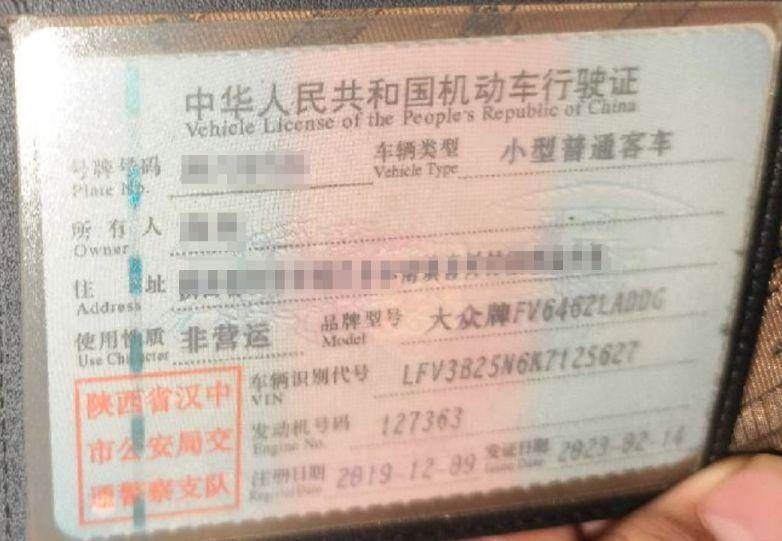 中华人民共和国机动车行驶证
Vehicle License of the People's Republic of China
号牌号码 车辆类型 小型普通客车
Plate No. Vehicle Type
所有人
Owner
住址
Address
使用性质 非营运 品牌型号 大众牌FV6462LADDG
Use Character Model
车辆识别代号 LFV3B25N6K7125627
VIN
发动机号码 127363
Engine No.
注册日期 2019-12-09 发证日期 2023-02-14
Register Date Issue Date
陕西省汉中
市公安局交
通警察支队